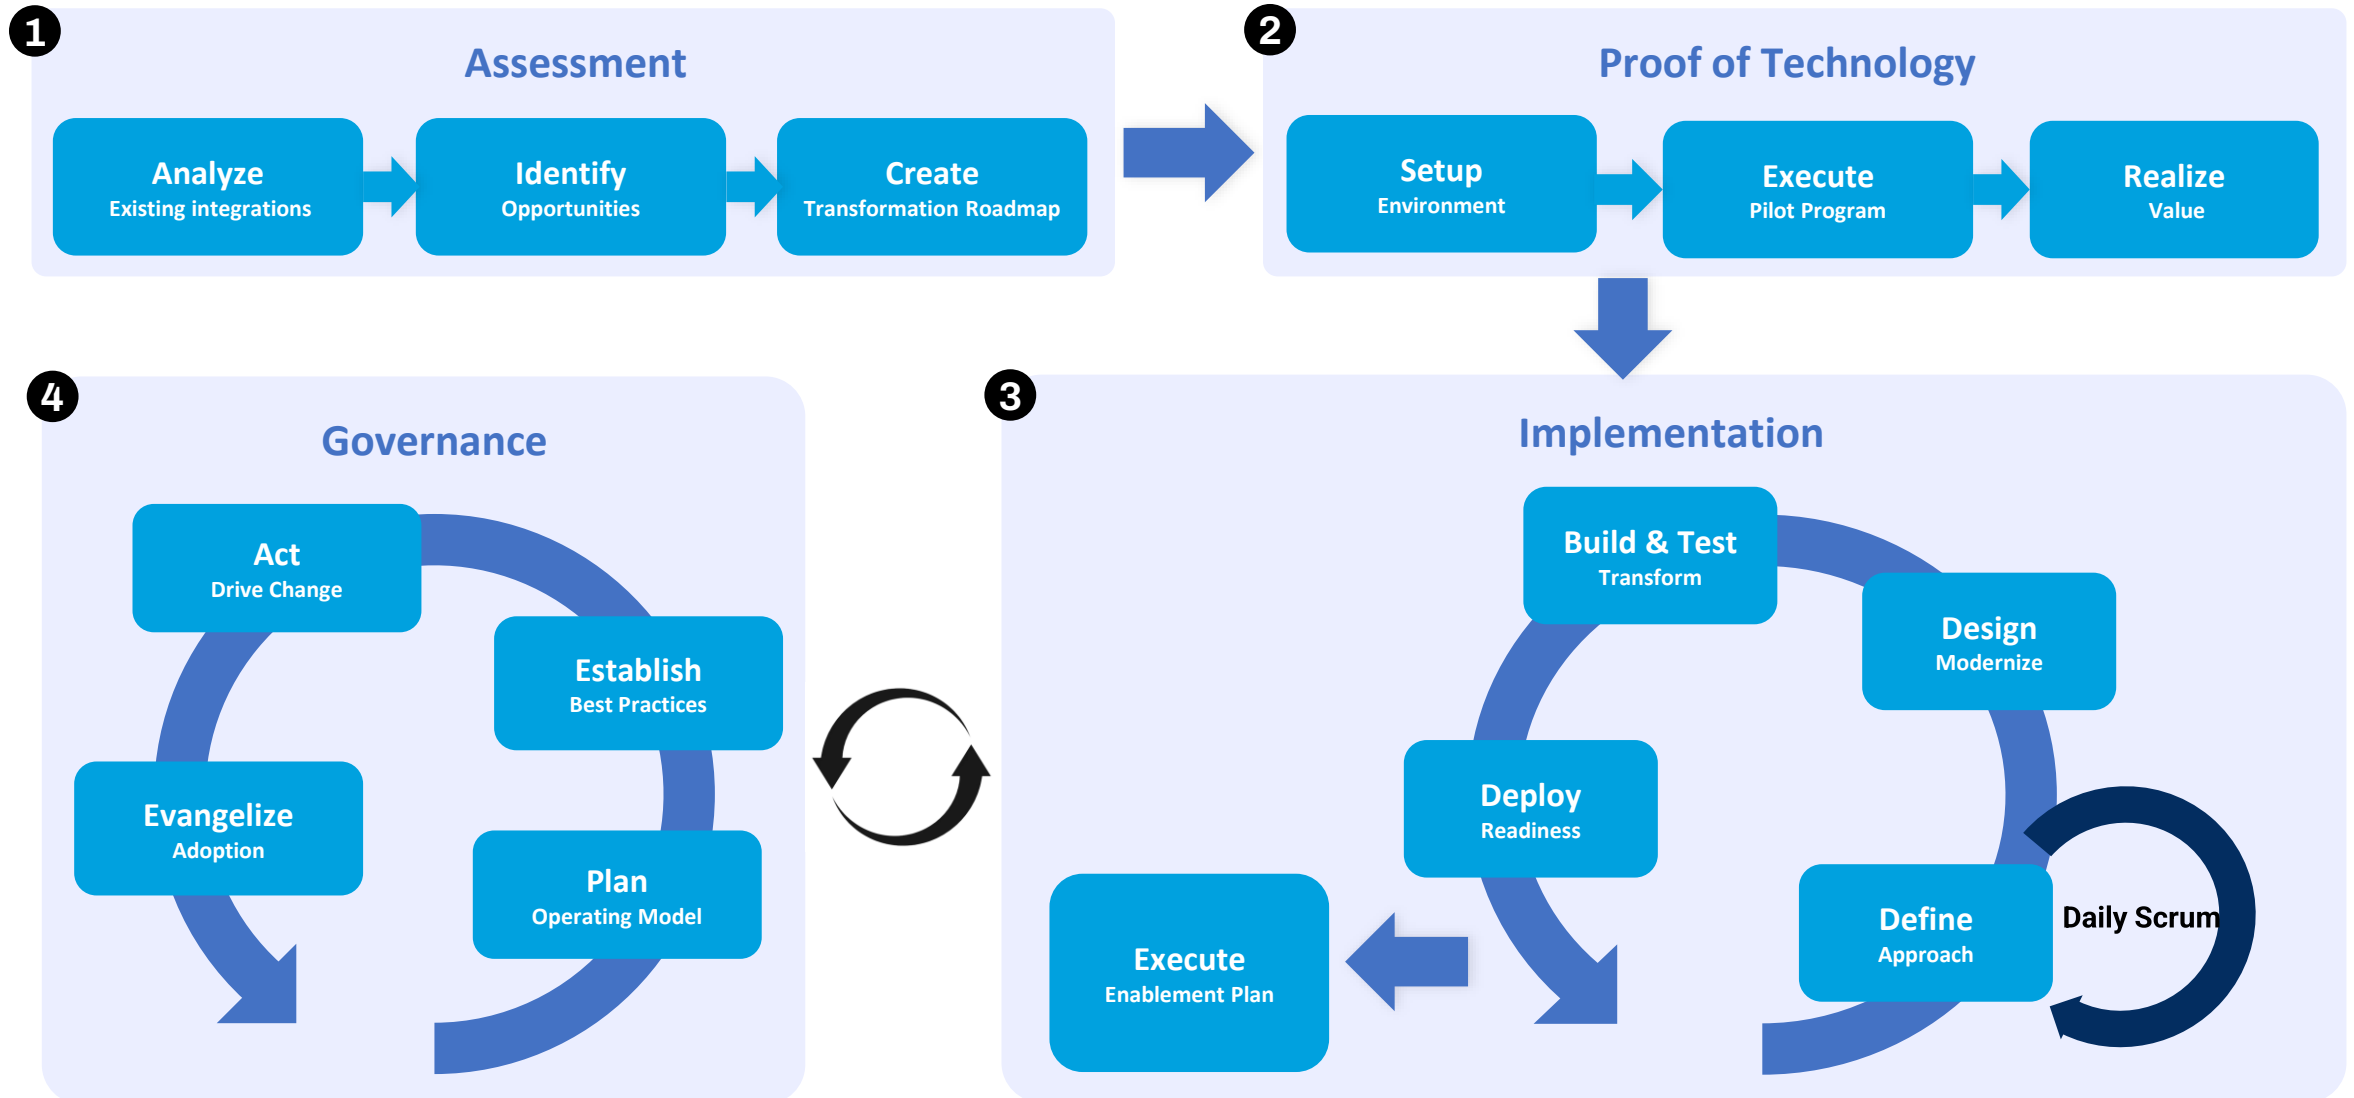 1
Assessment
Analyze
Existing integrations
Identify
Opportunities
Create
Transformation Roadmap
2
Proof of Technology
Setup
Environment
Execute
Pilot Program
Realize
Value
3
Implementation
Build & Test
Transform
Design
Modernize
Deploy
Readiness
Define
Approach
Daily Scrum
Execute
Enablement Plan
4
Governance
Act
Drive Change
Establish
Best Practices
Evangelize
Adoption
Plan
Operating Model